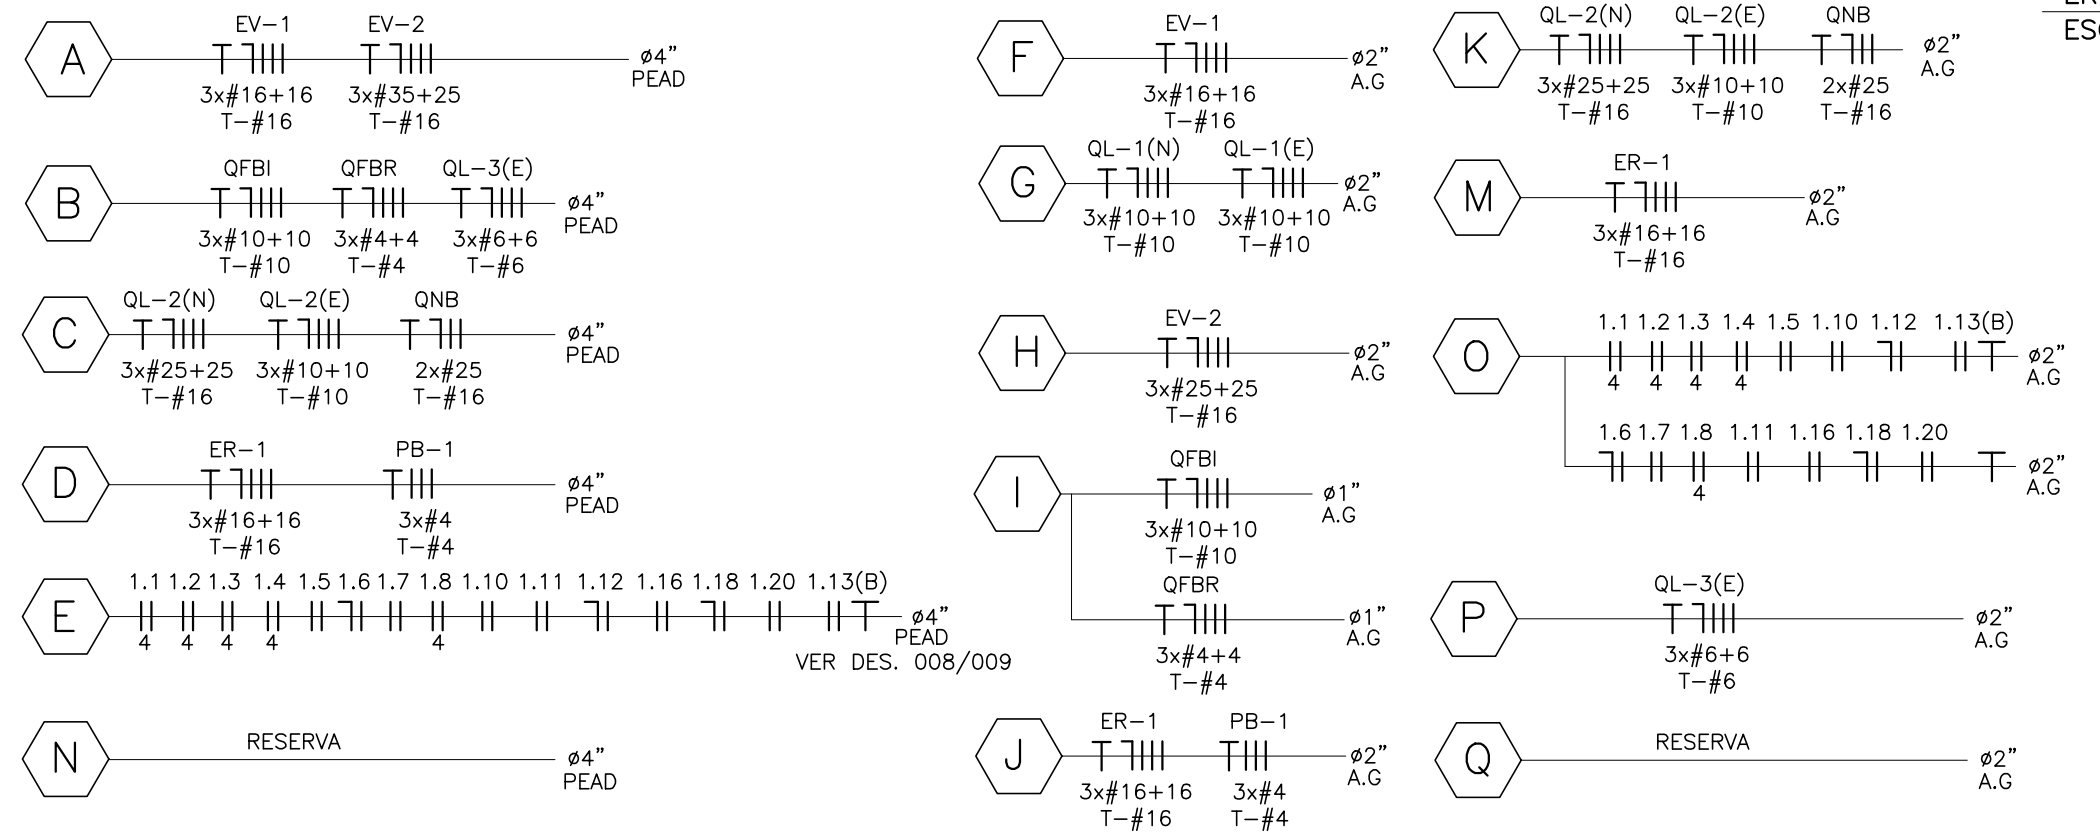 A
EV-1 EV-2
3x#16+16 3x#35+25
T-#16 T-#16
ø4"
PEAD
B
QFBI QFBR QL-3(E)
3x#10+10 3x#4+4 3x#6+6
T-#10 T-#4 T-#6
ø4"
PEAD
C
QL-2(N) QL-2(E) QNB
3x#25+25 3x#10+10 2x#25
T-#16 T-#10 T-#16
ø4"
PEAD
D
ER-1 PB-1
3x#16+16 3x#4
T-#16 T-#4
ø4"
PEAD
E
1.1 1.2 1.3 1.4 1.5 1.6 1.7 1.8 1.10 1.11 1.12 1.16 1.18 1.20 1.13(B)
4 4 4 4 4
ø4"
PEAD
VER DES. 008/009
N
RESERVA
ø4"
PEAD
F
EV-1
3x#16+16
T-#16
ø2"
A.G
G
QL-1(N) QL-1(E)
3x#10+10 3x#10+10
T-#10 T-#10
ø2"
A.G
H
EV-2
3x#25+25
T-#16
ø2"
A.G
I
QFBI
3x#10+10
T-#10
ø1"
A.G
QFBR
3x#4+4
T-#4
ø1"
A.G
J
ER-1 PB-1
3x#16+16 3x#4
T-#16 T-#4
ø2"
A.G
K
QL-2(N) QL-2(E) QNB
3x#25+25 3x#10+10 2x#25
T-#16 T-#10 T-#16
ø2"
A.G
M
ER-1
3x#16+16
T-#16
ø2"
A.G
O
1.1 1.2 1.3 1.4 1.5 1.10 1.12 1.13(B)
4 4 4 4
ø2"
A.G
1.6 1.7 1.8 1.11 1.16 1.18 1.20
4
ø2"
A.G
P
QL-3(E)
3x#6+6
T-#6
ø2"
A.G
Q
RESERVA
ø2"
A.G